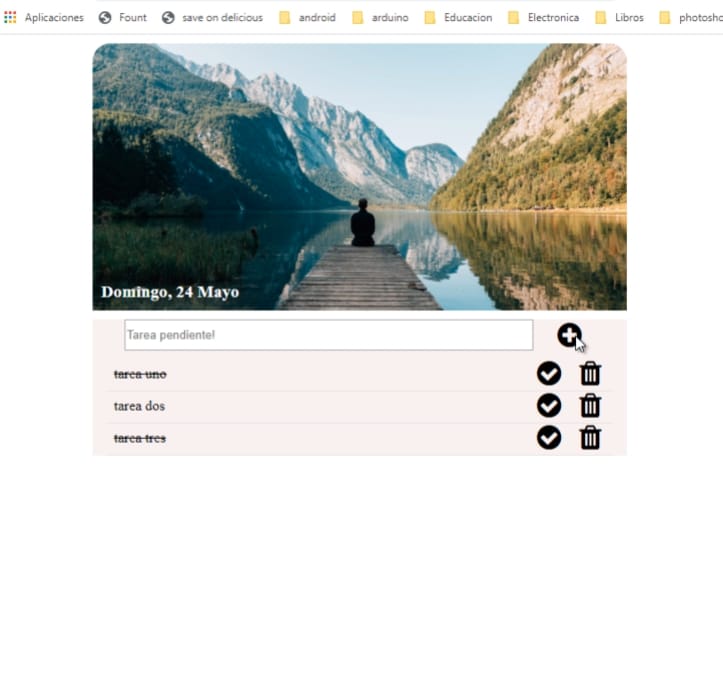 Aplicaciones Fount save on delicious android arduino Educacion Electronica Libros photosho
Domingo, 24 Mayo
Tarea pendiente!
tarea uno
tarea dos
tarea tres